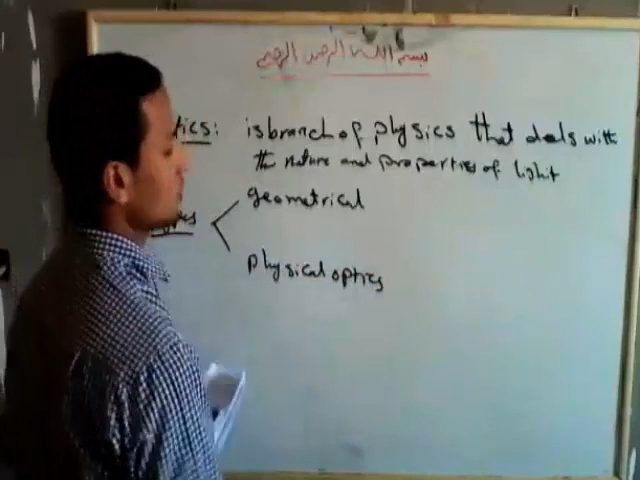 بسم الله الرحمن الرحيم
tics: is branch of physics that deals with
the nature and properties of light
geometrical
physical optics